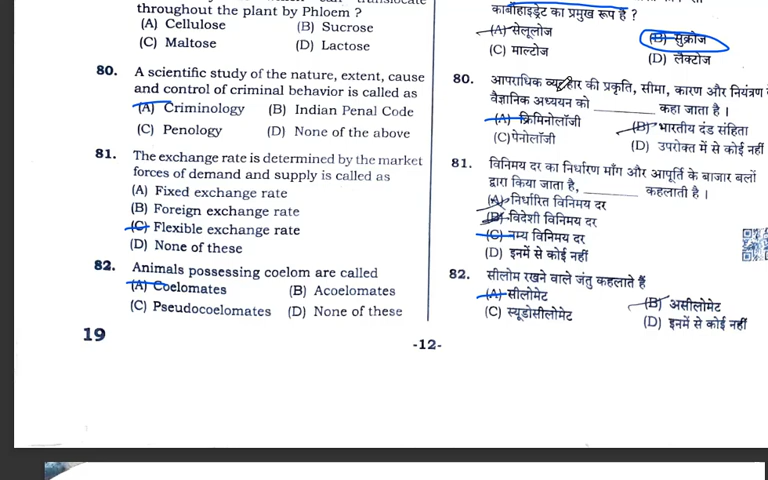 throughout the plant by Phloem ?
(A) Cellulose (B) Sucrose
(C) Maltose (D) Lactose
80. A scientific study of the nature, extent, cause
and control of criminal behavior is called as
(A) Criminology (B) Indian Penal Code
(C) Penology (D) None of the above
81. The exchange rate is determined by the market
forces of demand and supply is called as
(A) Fixed exchange rate
(B) Foreign exchange rate
(C) Flexible exchange rate
(D) None of these
82. Animals possessing coelom are called
(A) Coelomates (B) Acoelomates
(C) Pseudocoelomates (D) None of these
19
-12-
कार्बोहाइड्रेट का प्रमुख रूप है ?
(A) सेलूलोज (B) सुक्रोज
(C) माल्टोज (D) लैक्टोज
80. आपराधिक व्यवहार की प्रकृति, सीमा, कारण और नियंत्रण
वैज्ञानिक अध्ययन को ________ कहा जाता है ।
(A) क्रिमिनोलॉजी (B) भारतीय दंड संहिता
(C) पेनोलॉजी (D) उपरोक्त में से कोई नहीं
81. विनिमय दर का निर्धारण माँग और आपूर्ति के बाजार बलों
द्वारा किया जाता है, ________ कहलाती है ।
(A) निर्धारित विनिमय दर
(B) विदेशी विनिमय दर
(C) नम्य विनिमय दर
(D) इनमें से कोई नहीं
82. सीलोम रखने वाले जंतु कहलाते हैं
(A) सीलोमेट (B) असीलोमेट
(C) स्यूडोसीलोमेट (D) इनमें से कोई नहीं